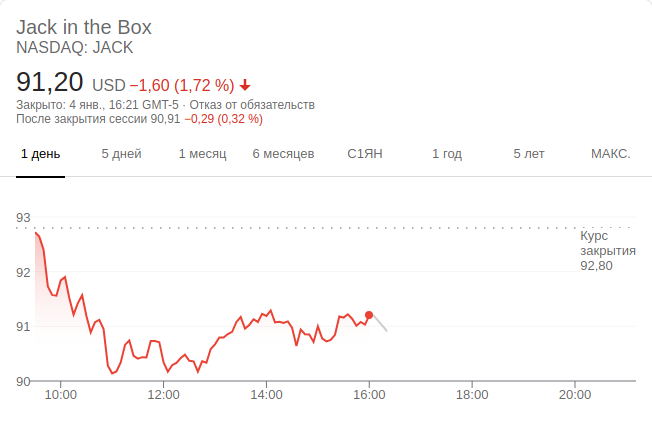 Jack in the Box
NASDAQ: JACK
91,20 USD −1,60 (1,72 %)
Закрыто: 4 янв., 16:21 GMT-5 · Отказ от обязательств
После закрытия сессии 90,91 −0,29 (0,32 %)
1 день 5 дней 1 месяц 6 месяцев С1ЯН 1 год 5 лет МАКС.
93
Курс
закрытия
92,80
92
91
90
10:00 12:00 14:00 16:00 18:00 20:00